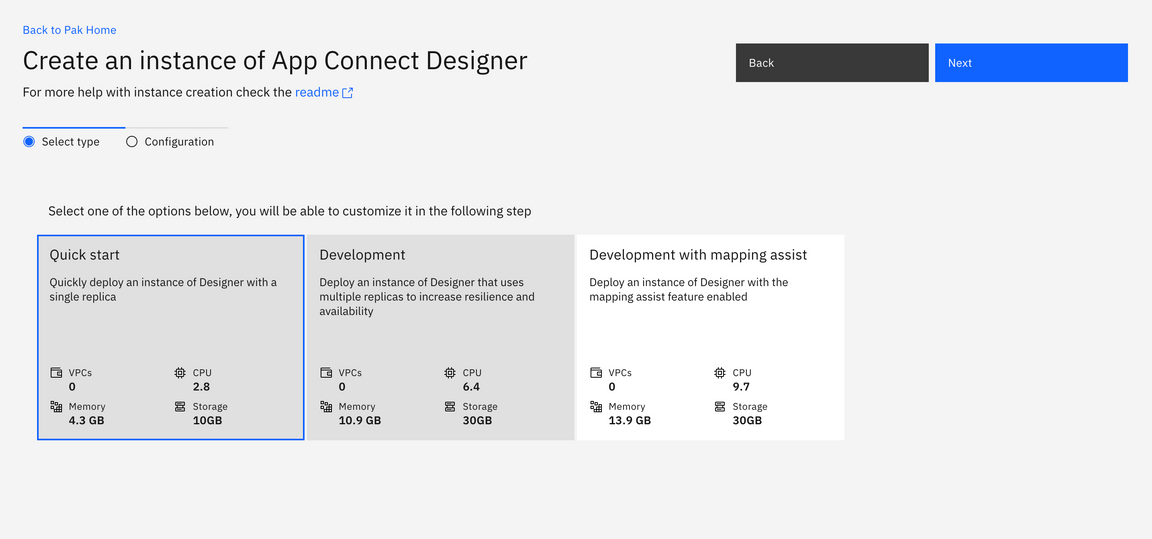 Back to Pak Home
Create an instance of App Connect Designer
Back
Next
For more help with instance creation check the readme
Select type
Configuration
Select one of the options below, you will be able to customize it in the following step
Quick start
Quickly deploy an instance of Designer with a
single replica
VPCs
0
CPU
2.8
Memory
4.3 GB
Storage
10GB
Development
Deploy an instance of Designer that uses
multiple replicas to increase resilience and
availability
VPCs
0
CPU
6.4
Memory
10.9 GB
Storage
30GB
Development with mapping assist
Deploy an instance of Designer with the
mapping assist feature enabled
VPCs
0
CPU
9.7
Memory
13.9 GB
Storage
30GB